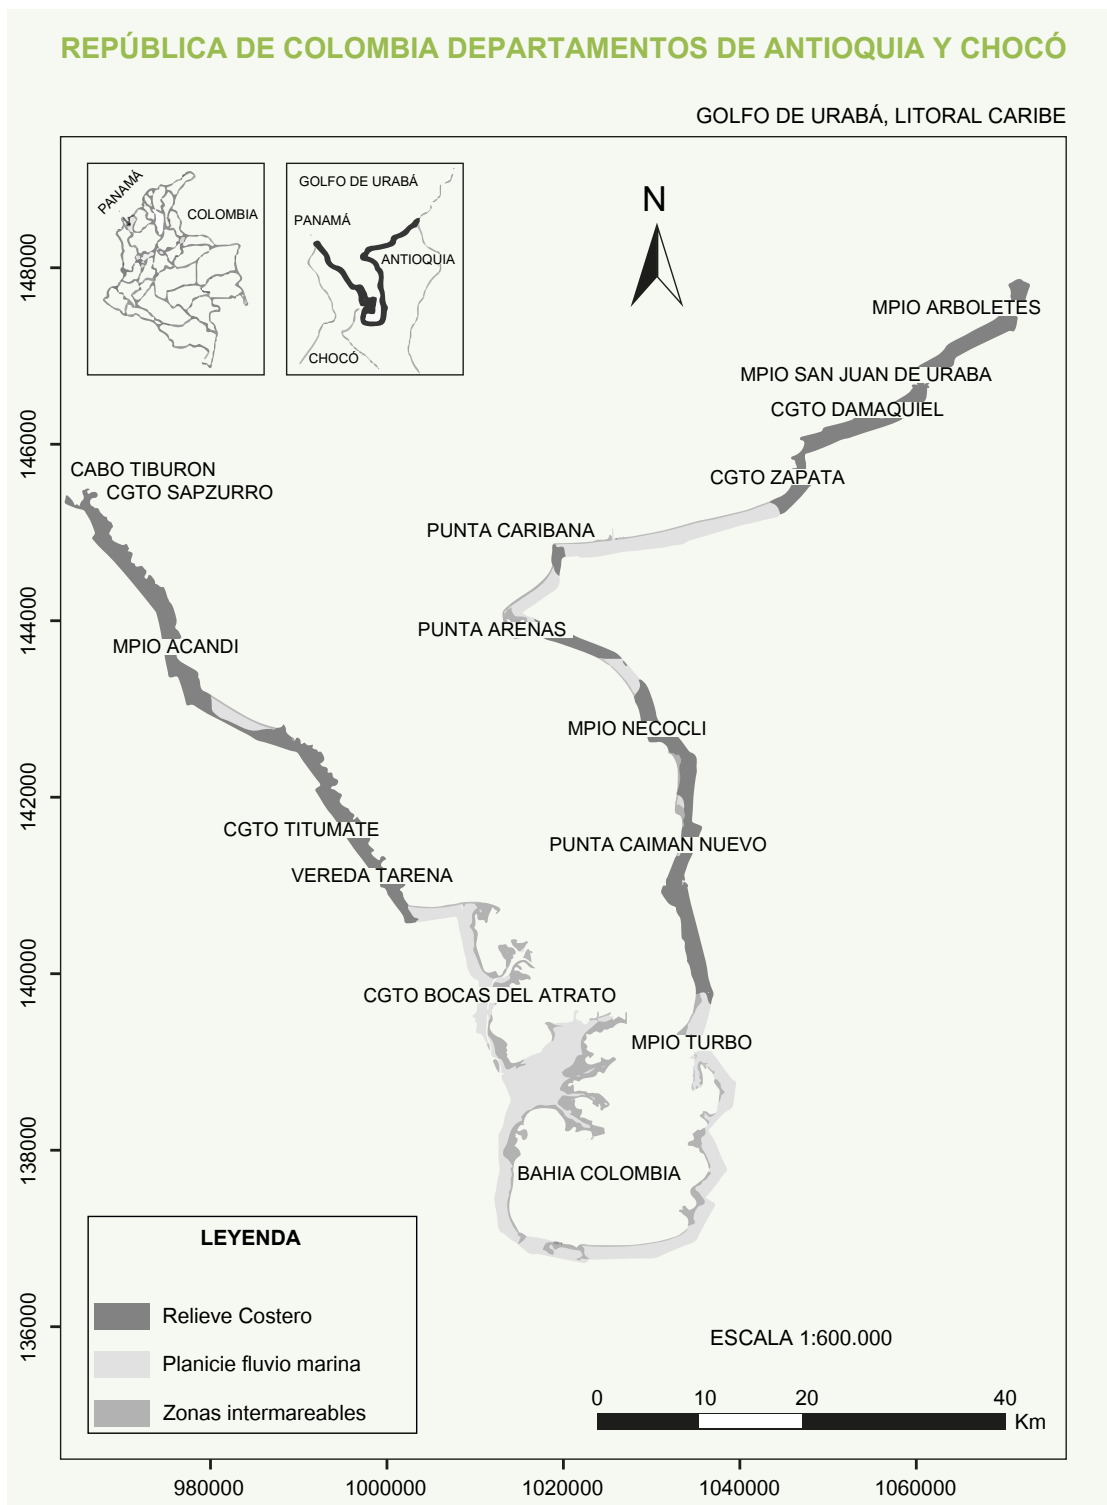 REPÚBLICA DE COLOMBIA DEPARTAMENTOS DE ANTIOQUIA Y CHOCÓ
GOLFO DE URABÁ, LITORAL CARIBE
PANAMÁ
COLOMBIA
GOLFO DE URABÁ
PANAMÁ
ANTIOQUIA
CHOCÓ
N
MPIO ARBOLETES
MPIO SAN JUAN DE URABA
CGTO DAMAQUIEL
CABO TIBURON
CGTO SAPZURRO
CGTO ZAPATA
PUNTA CARIBANA
PUNTA ARENAS
MPIO ACANDI
MPIO NECOCLI
CGTO TITUMATE
PUNTA CAIMAN NUEVO
VEREDA TARENA
CGTO BOCAS DEL ATRATO
MPIO TURBO
BAHIA COLOMBIA
LEYENDA
Relieve Costero
Planicie fluvio marina
Zonas intermareables
ESCALA 1:600.000
0 10 20 40
Km
148000
146000
144000
142000
140000
138000
136000
980000 1000000 1020000 1040000 1060000